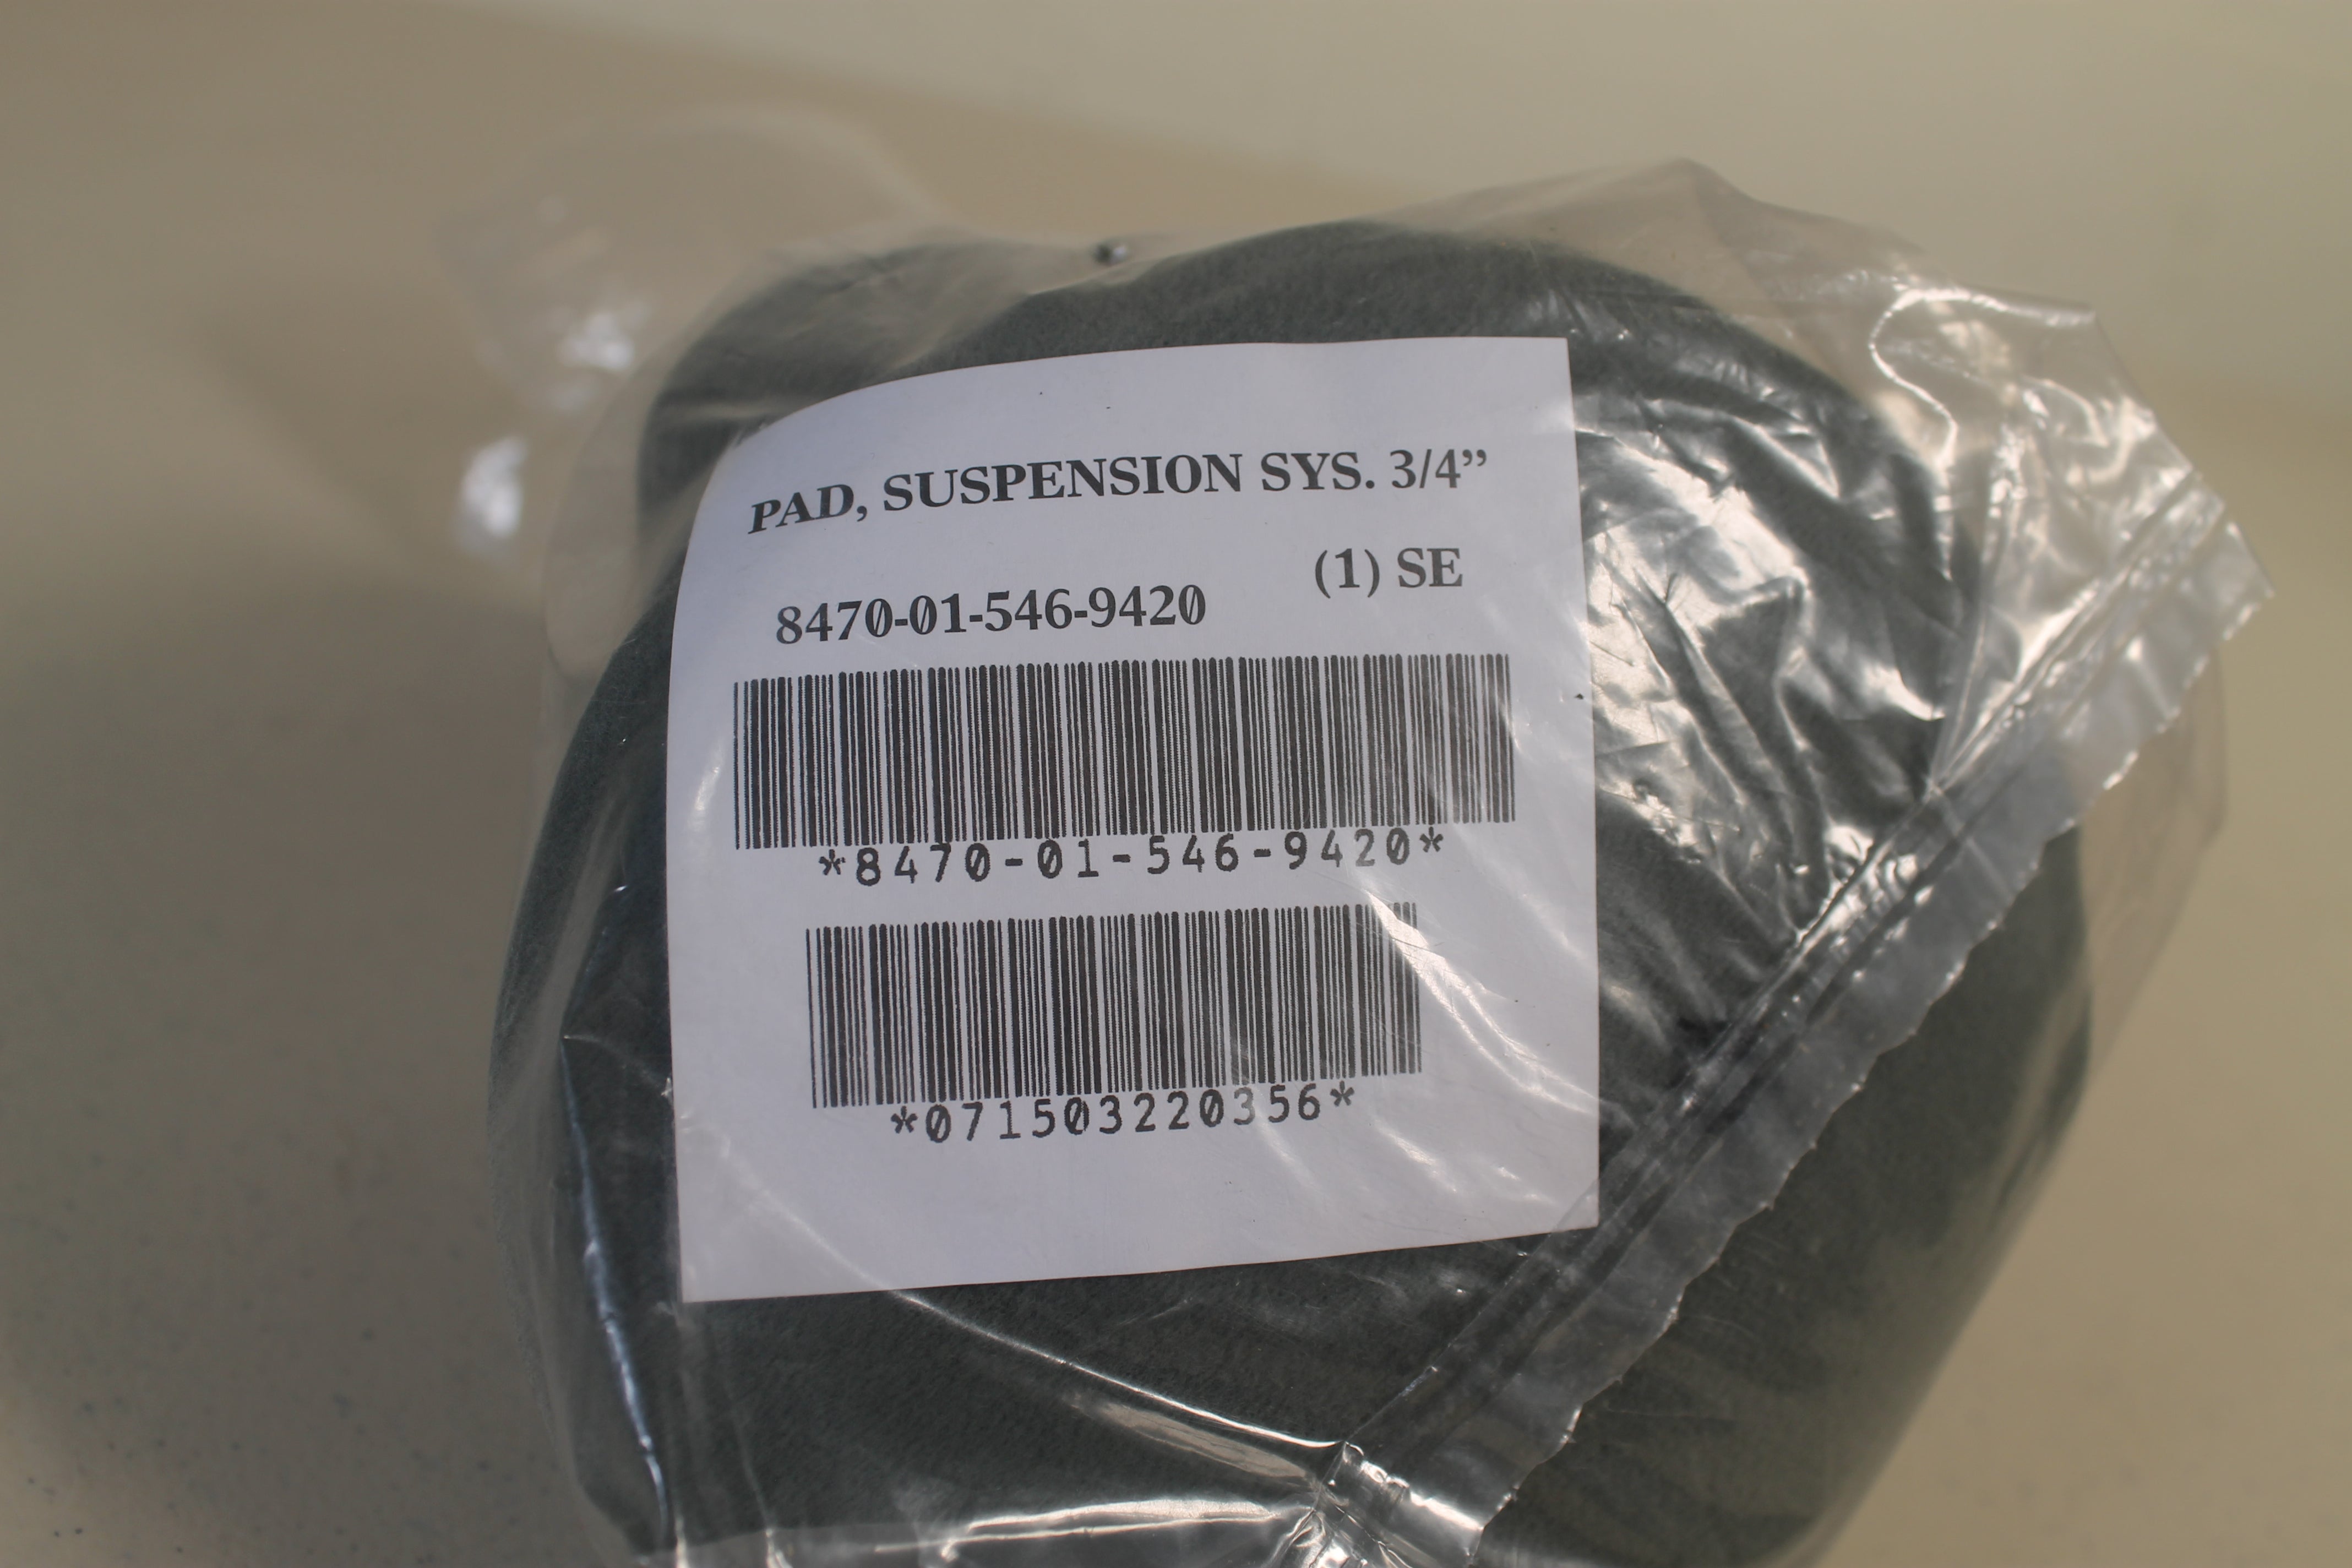 PAD, SUSPENSION SYS. 3/4”
(1) SE
8470-01-546-9420
*8470-01-546-9420*
*071503220356*